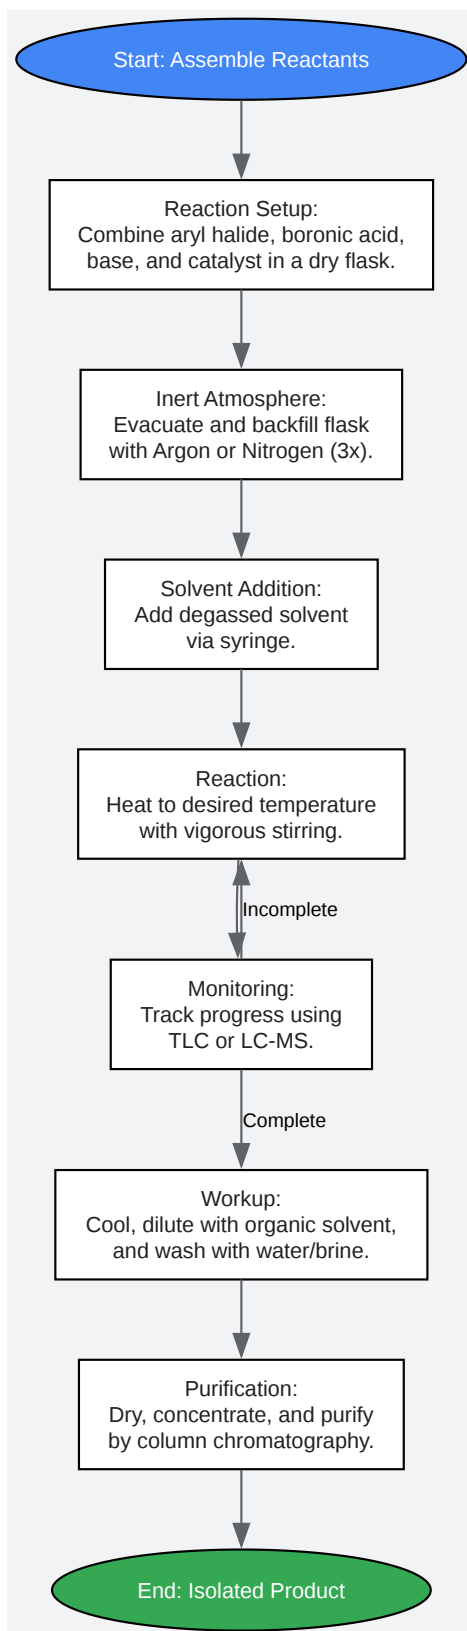 Start: Assemble Reactants
Reaction Setup:
Combine aryl halide, boronic acid,
base, and catalyst in a dry flask.
Inert Atmosphere:
Evacuate and backfill flask
with Argon or Nitrogen (3x).
Solvent Addition:
Add degassed solvent
via syringe.
Reaction:
Heat to desired temperature
with vigorous stirring.
Incomplete
Monitoring:
Track progress using
TLC or LC-MS.
Complete
Workup:
Cool, dilute with organic solvent,
and wash with water/brine.
Purification:
Dry, concentrate, and purify
by column chromatography.
End: Isolated Product